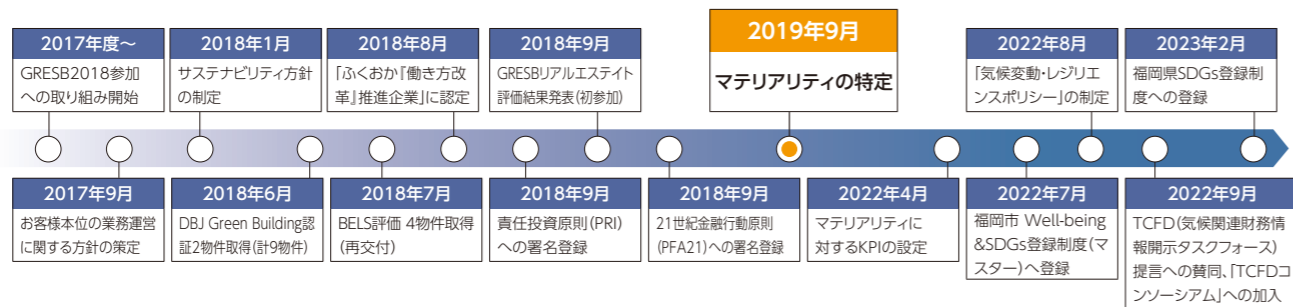 2017年度～
GRESB2018参加
への取り組み開始
2018年1月
サステナビリティ方針
の制定
2018年8月
「ふくおか『働き方改
革』推進企業」に認定
2018年9月
GRESBリアルエステイト
評価結果発表(初参加)
2019年9月
マテリアリティの特定
2022年8月
「気候変動・レジリエ
ンスポリシー」の制定
2023年2月
福岡県SDGs登録制
度への登録
2017年9月
お客様本位の業務運営
に関する方針の策定
2018年6月
DBJ Green Building認
証2物件取得(計9物件)
2018年7月
BELS評価 4物件取得
(再交付)
2018年9月
責任投資原則(PRI)
への署名登録
2018年9月
21世紀金融行動原則
(PFA21)への署名登録
2022年4月
マテリアリティに
対するKPIの設定
2022年7月
福岡市 Well-being
&SDGs登録制度(マ
スター)へ登録
2022年9月
TCFD(気候関連財務情
報開示タスクフォース)
提言への賛同、「TCFDコ
ンソーシアム」への加入